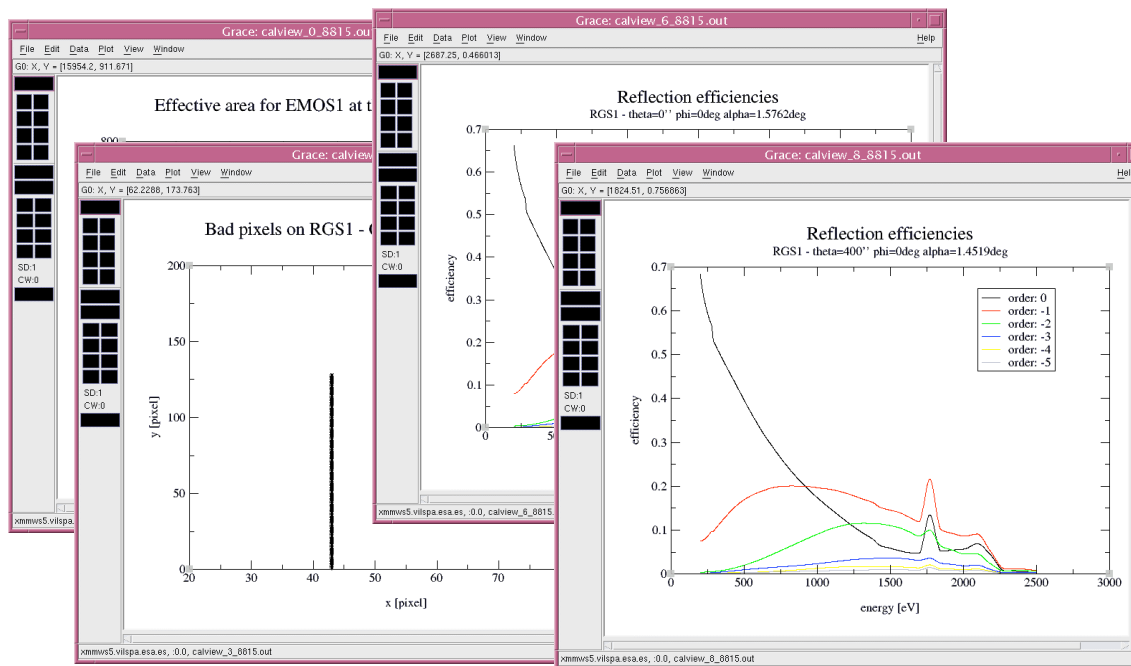 Grace: calview_0_8815.ou
File Edit Data Plot View Window
G0: X, Y = [15954.2, 911.671]
Effective area for EMOS1 at t
800
SD:1
CW:0
xmmws5.vilspa.esa.es,
Grace: calview_6_8815.out
File Edit Data Plot View Window Help
G0: X, Y = [2687.25, 0.466013]
Reflection efficiencies
RGS1 - theta=0'' phi=0deg alpha=1.5762deg
0.7
0.6
0.5
0.4
0.3
0.2
0.1
0
efficiency
0
SD:1
CW:0
xmmws5.vilspa.esa.es, :0.0, calview_6_8815.out
Grace: calview
File Edit Data Plot View Window
G0: X, Y = [62.2288, 173.763]
Bad pixels on RGS1 -
200
150
100
50
0
y [pixel]
20 30 40 50 60 70
x [pixel]
SD:1
CW:0
xmmws5.vilspa.esa.es, :0.0, calview_3_8815.out
Grace: calview_8_8815.out
File Edit Data Plot View Window Hel
G0: X, Y = [1824.51, 0.756863]
Reflection efficiencies
RGS1 - theta=400'' phi=0deg alpha=1.4519deg
0.7
0.6
0.5
0.4
0.3
0.2
0.1
0
efficiency
order: 0
order: -1
order: -2
order: -3
order: -4
order: -5
0 500 1000 1500 2000 2500 3000
energy [eV]
SD:1
CW:0
xmmws5.vilspa.esa.es, :0.0, calview_8_8815.out